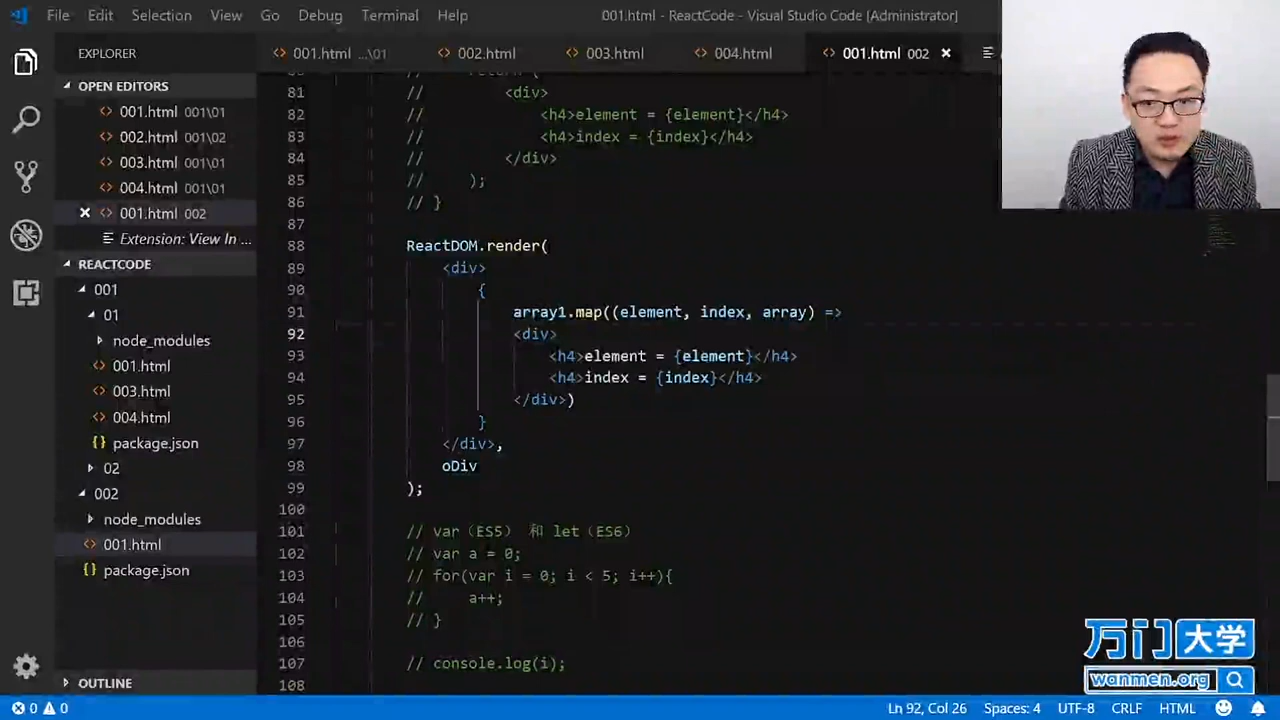 File Edit Selection View Go Debug Terminal Help 001.html - ReactCode - Visual Studio Code [Administrator]
EXPLORER
001.html ...\01 002.html 003.html 004.html 001.html 002
OPEN EDITORS
001.html 001\01
002.html 001\02
003.html 001\01
004.html 001\01
001.html 002
Extension: View In ...
REACTCODE
001
01
node_modules
001.html
003.html
004.html
package.json
02
002
node_modules
001.html
package.json
OUTLINE
81 // <div>
82 // <h4>element = {element}</h4>
83 // <h4>index = {index}</h4>
84 // </div>
85 // );
86 // }
87
88 ReactDOM.render(
89 <div>
90 {
91 array1.map((element, index, array) =>
92 <div>
93 <h4>element = {element}</h4>
94 <h4>index = {index}</h4>
95 </div>)
96 }
97 </div>,
98 oDiv
99 );
100
101 // var（ES5） 和 let（ES6）
102 // var a = 0;
103 // for(var i = 0; i < 5; i++){
104 // a++;
105 // }
106
107 // console.log(i);
108
万门大学
wanmen.org
0 0 Ln 92, Col 26 Spaces: 4 UTF-8 CRLF HTML